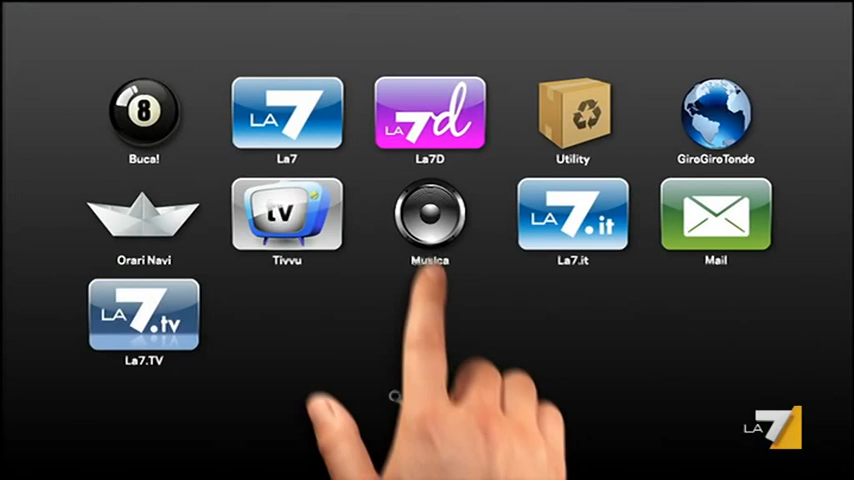 8
LA7
LA7d
Buca!
La7
La7D
Utility
GiroGiroTondo
tv
LA7.it
Orari Navi
Tivvu
Musica
La7.it
Mail
LA7.tv
La7.TV
LA7